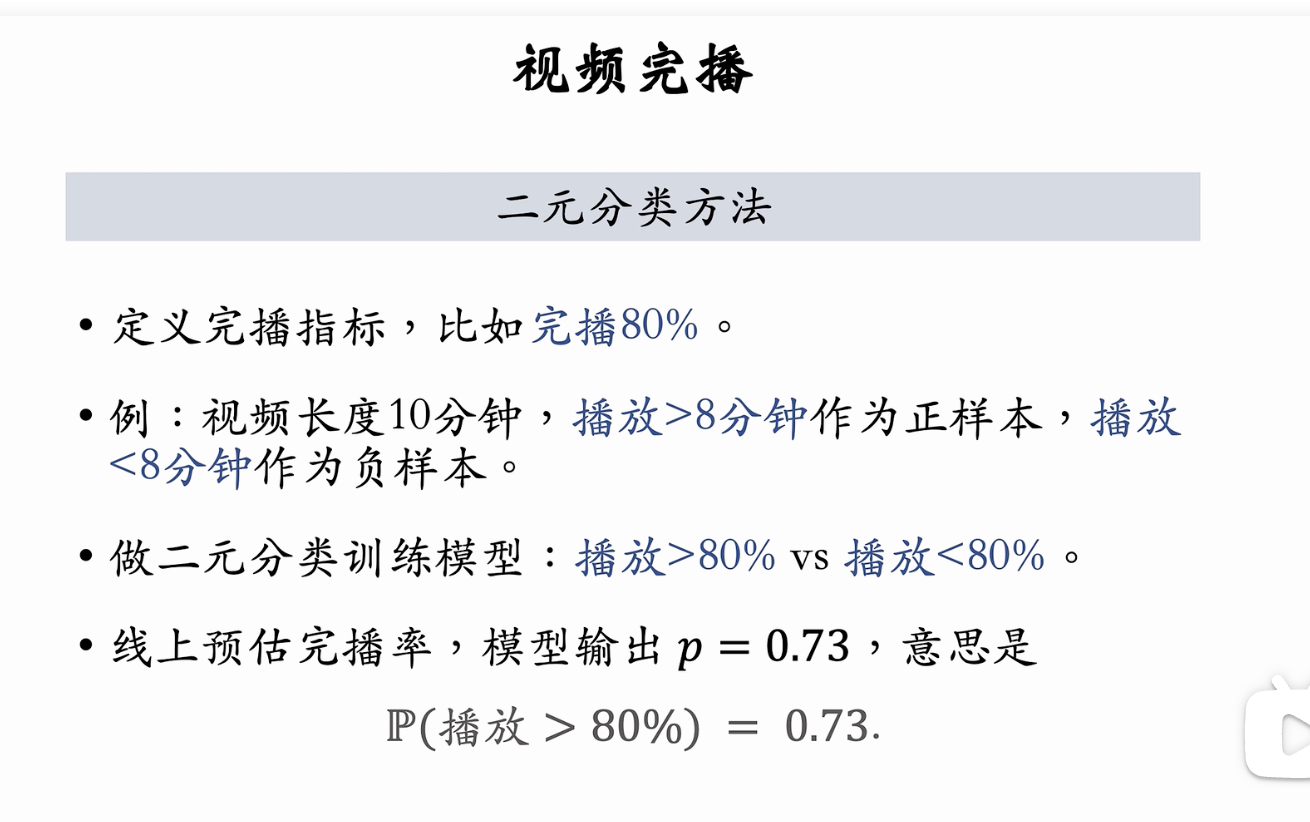 视频完播
二元分类方法
• 定义完播指标，比如完播80%。
• 例：视频长度10分钟，播放>8分钟作为正样本，播放
<8分钟作为负样本。
• 做二元分类训练模型：播放>80% vs 播放<80%。
• 线上预估完播率，模型输出 p = 0.73，意思是
ℙ(播放 > 80%) = 0.73.